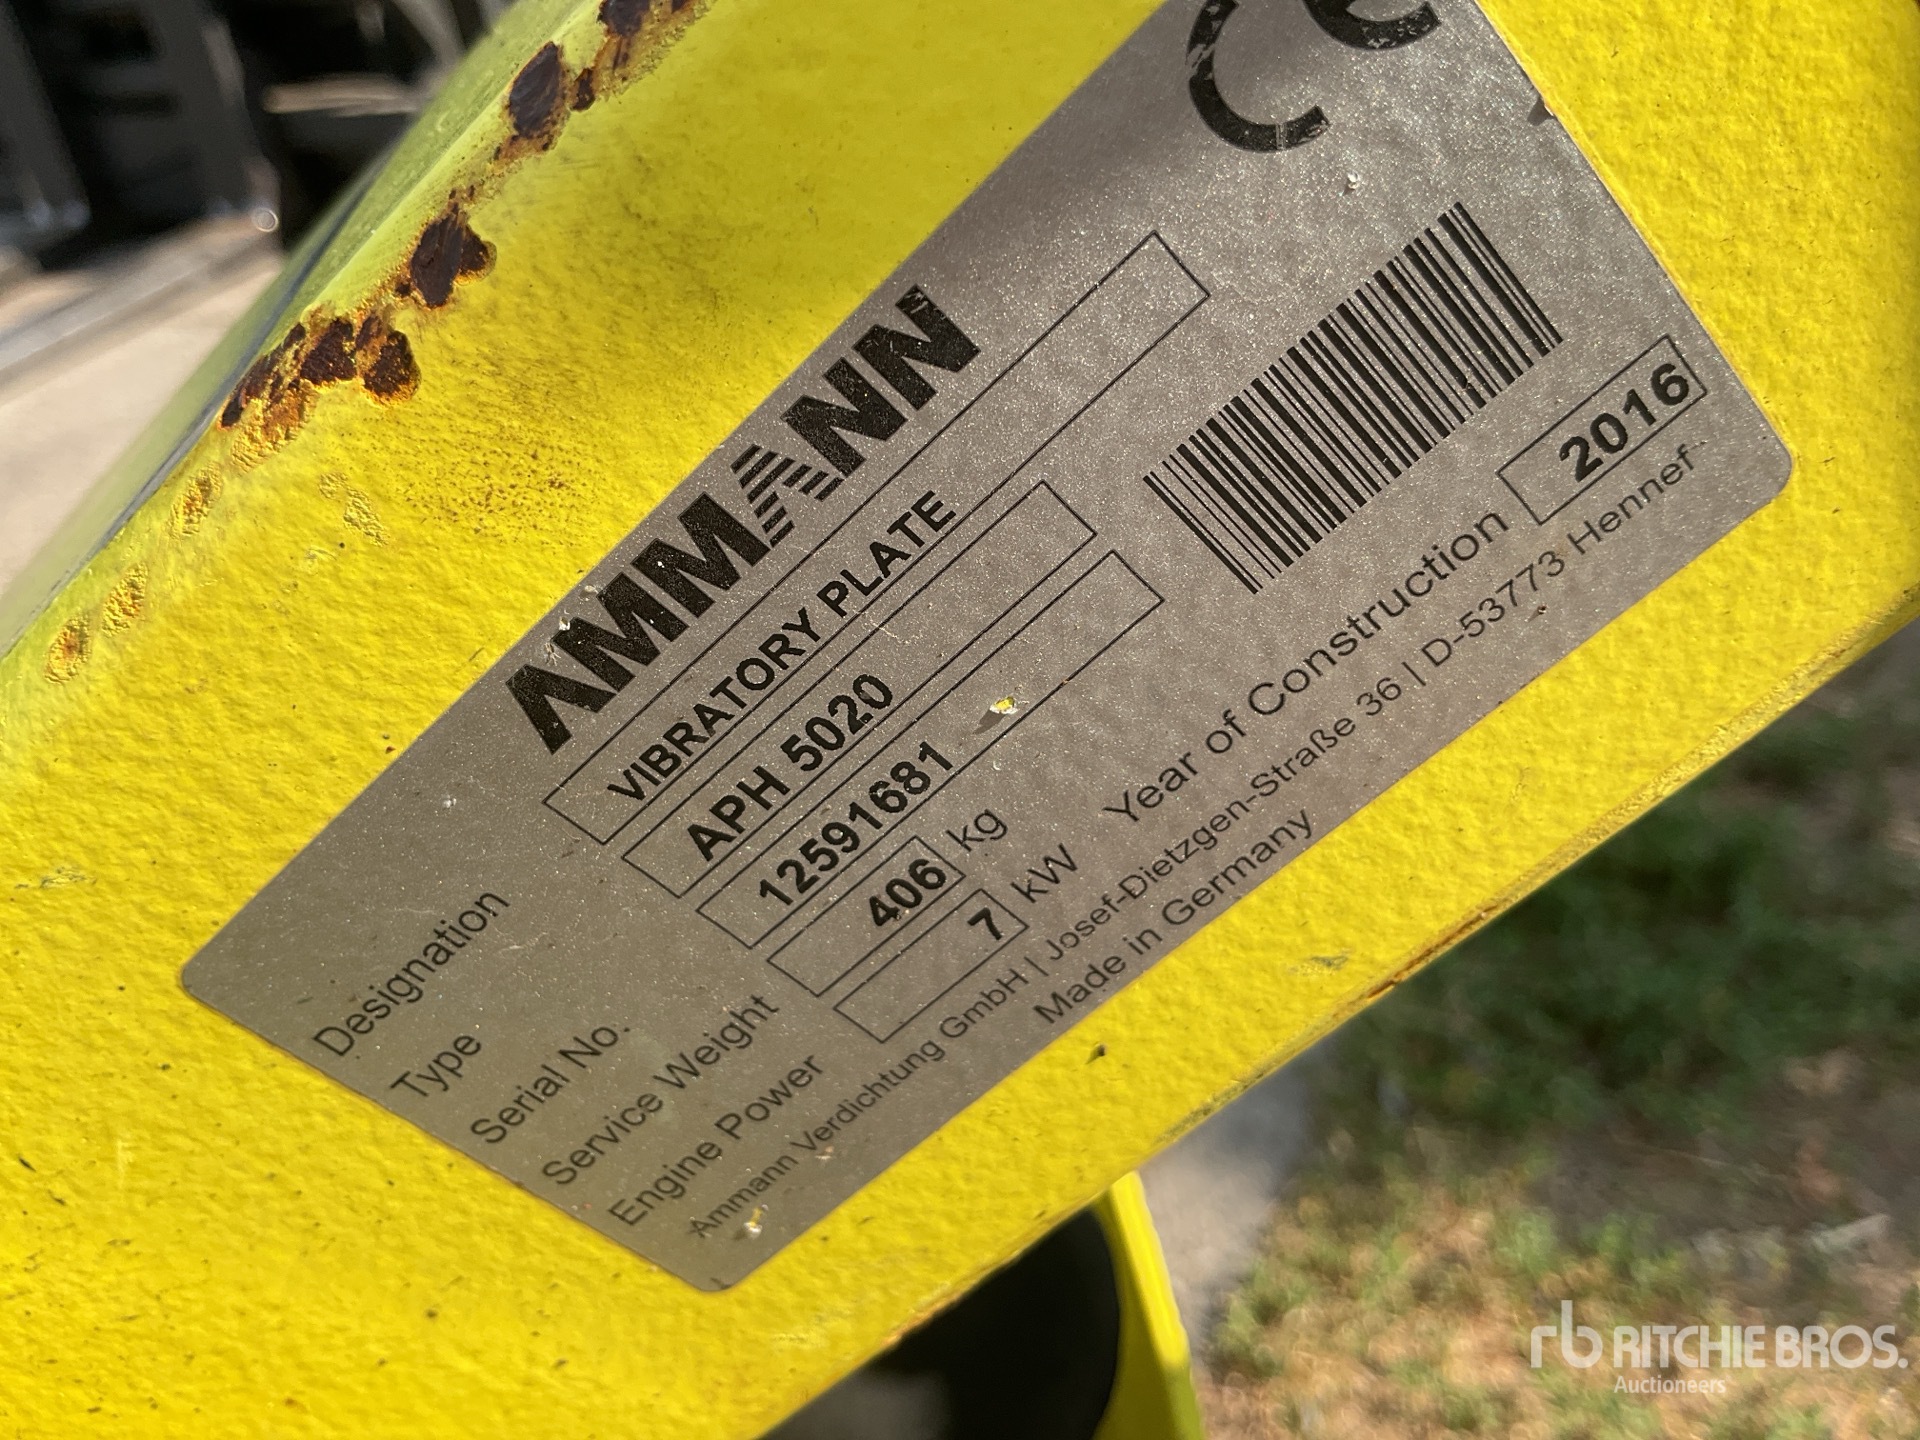 CE
AMMANN
Designation VIBRATORY PLATE
Type APH 5020
Serial No. 12591681
Service Weight 406 kg
Engine Power 7 kW Year of Construction 2016
Ammann Verdichtung GmbH | Josef-Dietzgen-Straße 36 | D-53773 Hennef
Made in Germany
rb RITCHIE BROS.
Auctioneers